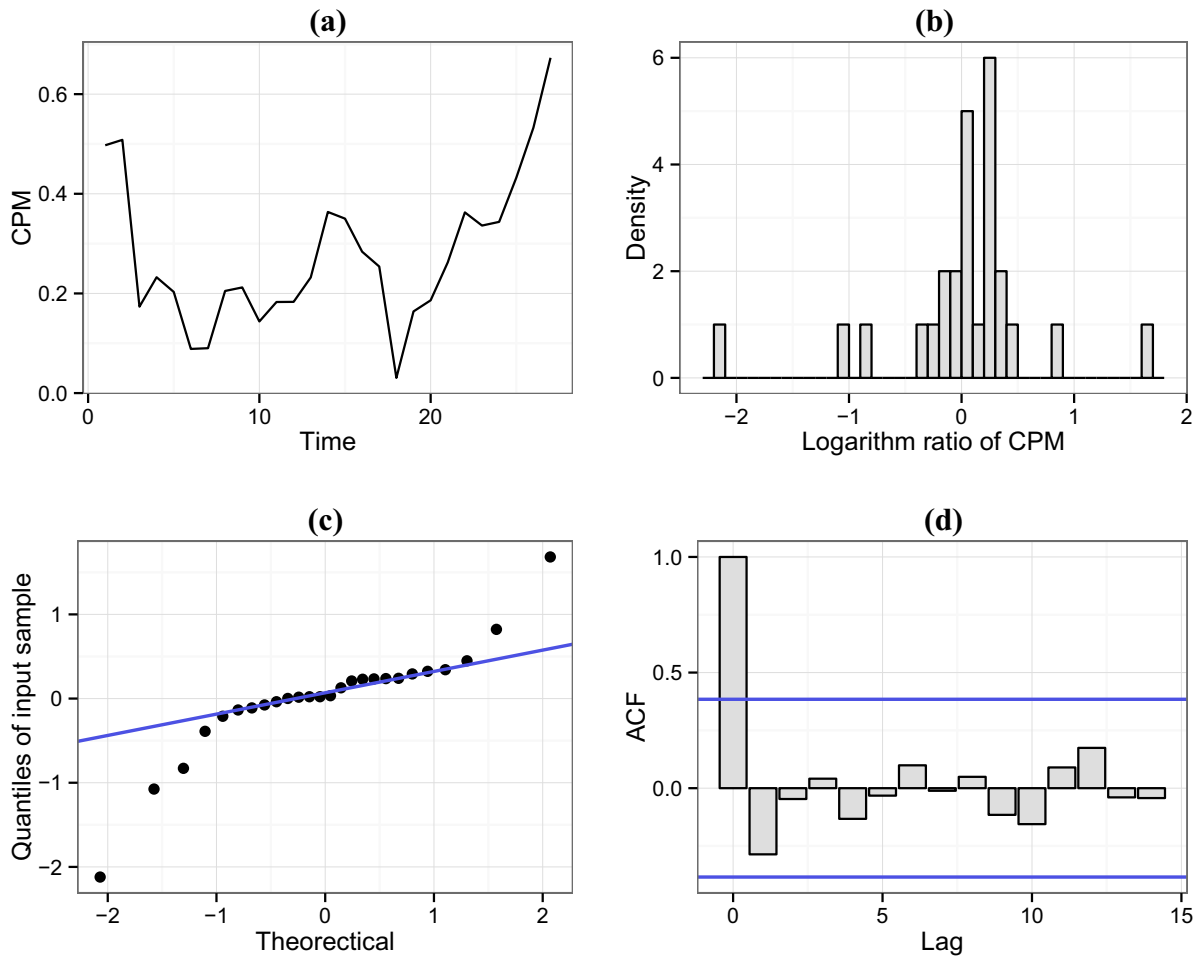 (a)
CPM
0.6
0.4
0.2
0.0
0 10 20
Time
(b)
Density
6
4
2
0
−2 −1 0 1 2
Logarithm ratio of CPM
(c)
Quantiles of input sample
1
0
−1
−2
−2 −1 0 1 2
Theorectical
(d)
ACF
1.0
0.5
0.0
0 5 10 15
Lag